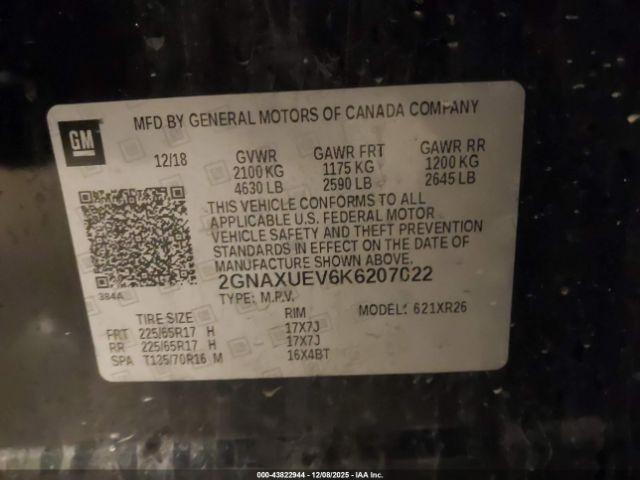 MFD BY GENERAL MOTORS OF CANADA COMPANY
GM
12/18 GVWR GAWR FRT GAWR RR
2100 KG 1175 KG 1200 KG
4630 LB 2590 LB 2645 LB
THIS VEHICLE CONFORMS TO ALL
APPLICABLE U.S. FEDERAL MOTOR
VEHICLE SAFETY AND THEFT PREVENTION
STANDARDS IN EFFECT ON THE DATE OF
MANUFACTURE SHOWN ABOVE.
384A
2GNAXUEV6K6207022
TYPE: M.P.V. MODEL: 621XR26
TIRE SIZE RIM
FRT 225/65R17 H 17X7J
RR 225/65R17 H 17X7J
SPA T135/70R16 M 16X4BT
000-43822944 | 12/08/2025 | IAA Inc.